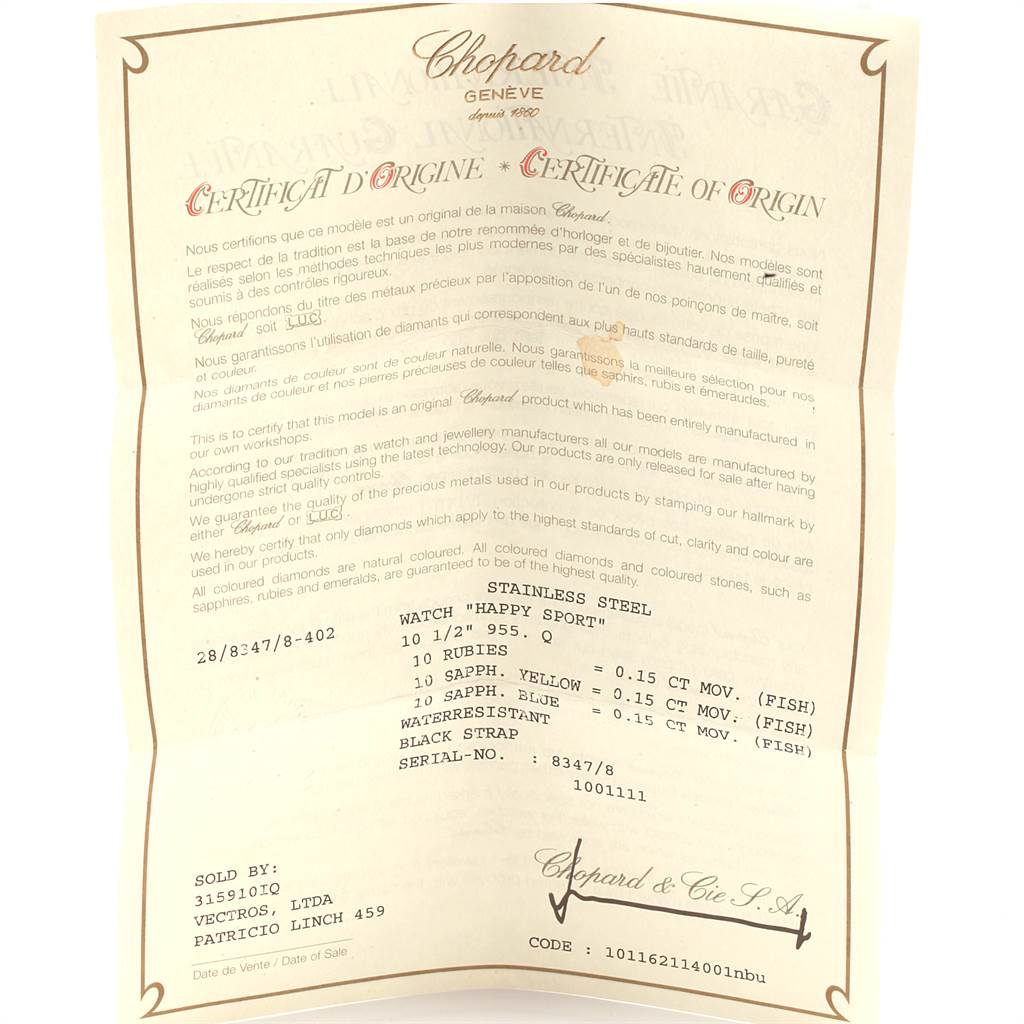 Chopard
GENÈVE
depuis 1860
CERTIFICAT D'ORIGINE * CERTIFICATE OF ORIGIN
Nous certifions que ce modèle est un original de la maison Chopard.
Le respect de la tradition est la base de notre renommée d'horloger et de bijoutier. Nos modèles sont
réalisés selon les méthodes techniques les plus modernes par des spécialistes hautement qualifiés et
soumis à des contrôles rigoureux.
Nous repondons du titre des métaux précieux par l'apposition de l'un de nos poinçons de maître, soit
Chopard soit L.U.C.
Nous garantissons l'utilisation de diamants qui correspondent aux plus hauts standards de taille, pureté
et couleur.
Nos diamants de couleur sont de couleur naturelle. Nous garantissons la meilleure sélection pour nos
diamants de couleur et nos pierres précieuses de couleur telles que saphirs, rubis et émeraudes.
This is to certify that this model is an original Chopard product which has been entirely manufactured in
our own workshops.
According to our tradition as watch and jewellery manufacturers all our models are manufactured by
highly qualified specialists using the latest technology. Our products are only released for sale after having
undergone strict quality controls.
We guarantee the quality of the precious metals used in our products by stamping our hallmark by
either Chopard or L.U.C.
We hereby certify that only diamonds which apply to the highest standards of cut, clarity and colour are
used in our products.
All coloured diamonds are natural coloured. All coloured diamonds and coloured stones, such as
sapphires, rubies and emeralds, are guaranteed to be of the highest quality.
STAINLESS STEEL
28/8347/8-402 WATCH "HAPPY SPORT"
10 1/2" 955. Q
10 RUBIES = 0.15 CT MOV. (FISH)
10 SAPPH. YELLOW = 0.15 CT MOV. (FISH)
10 SAPPH. BLUE = 0.15 CT MOV. (FISH)
WATERRESISTANT
BLACK STRAP
SERIAL-NO. : 8347/8
1001111
SOLD BY:
315910IQ
VECTROS, LTDA
PATRICIO LINCH 459
Date de Vente / Date of Sale
Chopard & Cie S.A.
CODE : 101162114001nbu